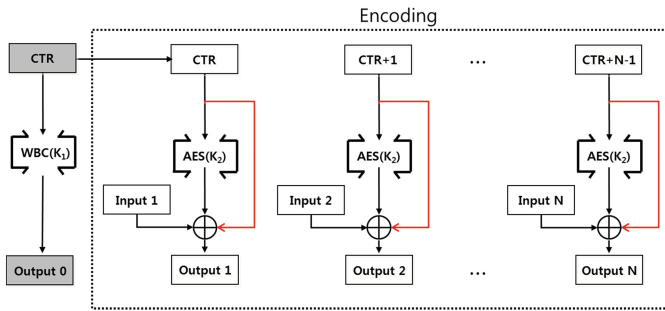 Encoding
CTR
CTR
CTR+1
...
CTR+N-1
WBC(K₁)
AES(K₂)
AES(K₂)
AES(K₂)
Input 1
Input 2
Input N
Output 0
Output 1
Output 2
...
Output N